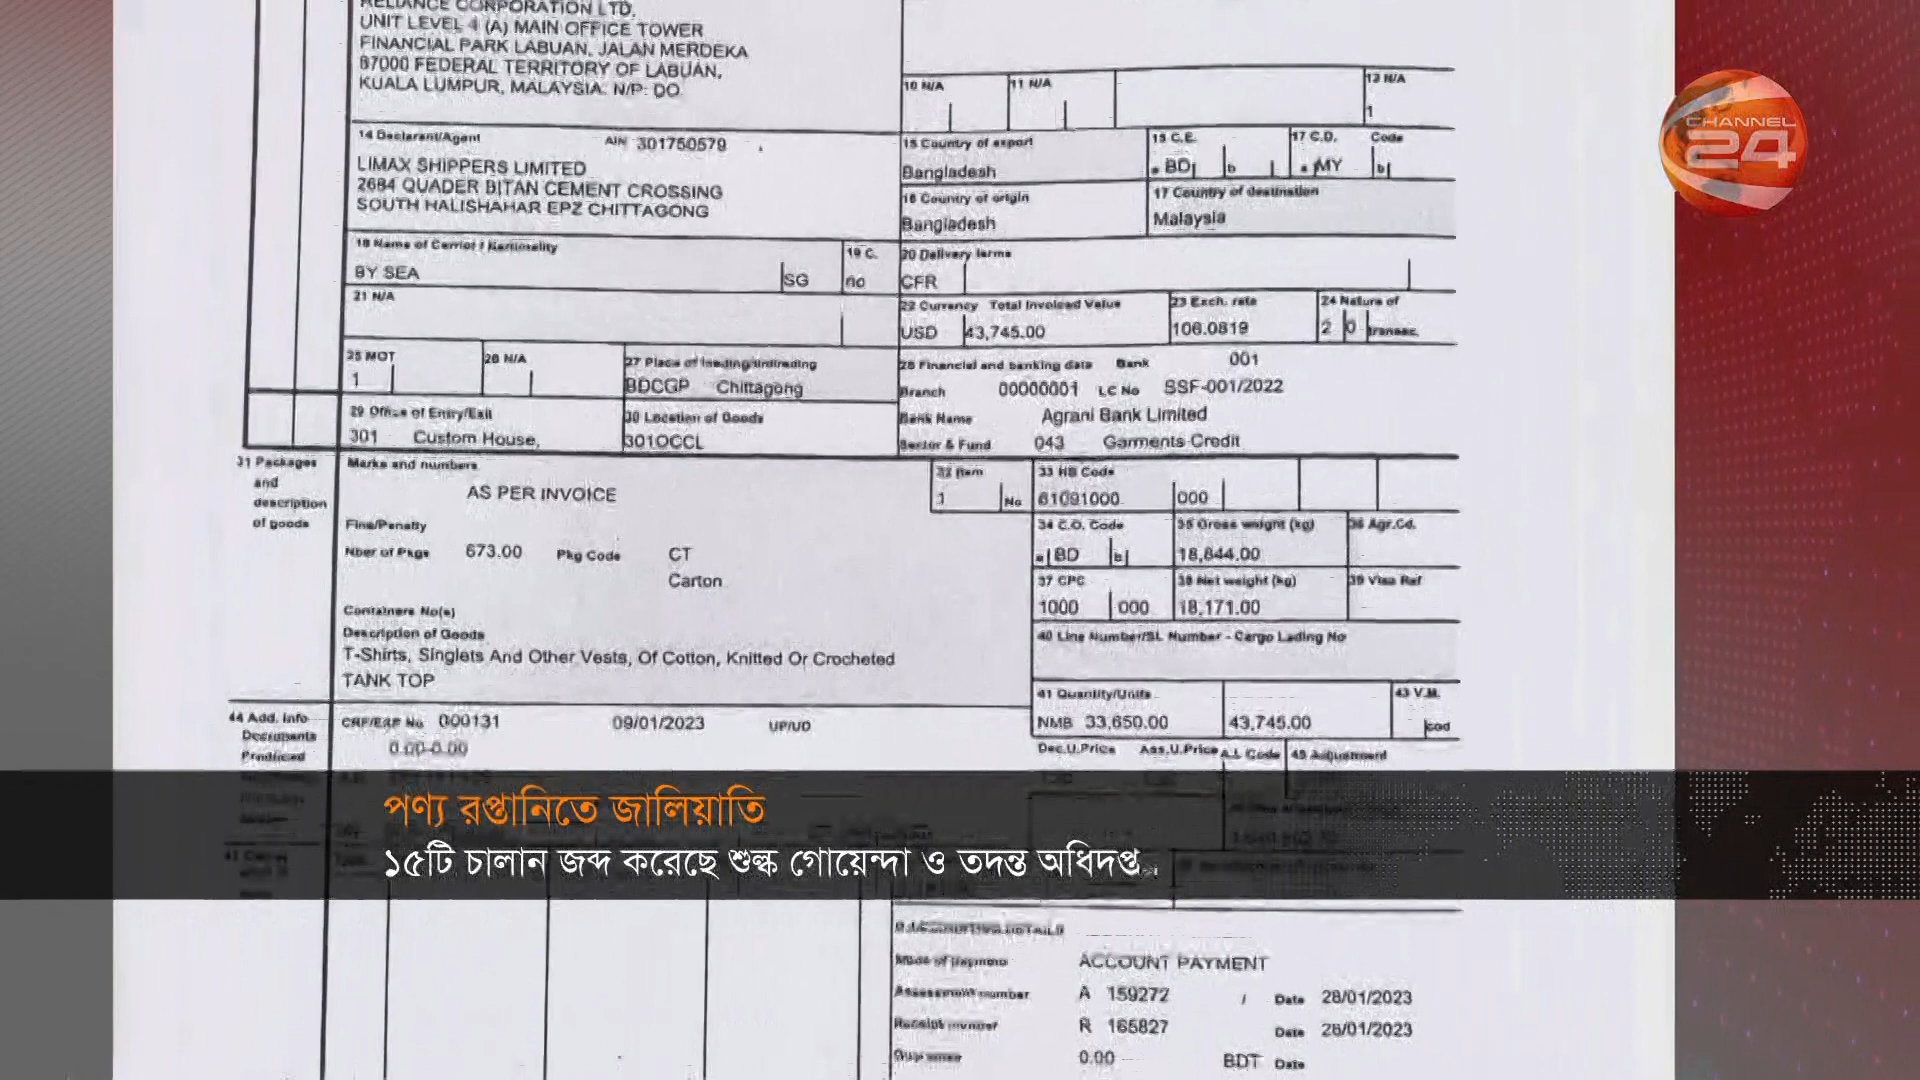 RELIANCE CORPORATION LTD.
UNIT LEVEL 4 (A) MAIN OFFICE TOWER
FINANCIAL PARK LABUAN, JALAN MERDEKA
87000 FEDERAL TERRITORY OF LABUAN,
KUALA LUMPUR, MALAYSIA. N/P: DO.
10 N/A
11 N/A
12 N/A
1
CHANNEL
24
14 Declarant/Agent AIN 301750579
LIMAX SHIPPERS LIMITED
2684 QUADER BITAN CEMENT CROSSING
SOUTH HALISHAHAR EPZ CHITTAGONG
15 Country of export
Bangladesh
15 C.E.
a BD b
17 C.D. Code
a MY b
16 Country of origin
Bangladesh
17 Country of destination
Malaysia
18 Name of Carrier / Nationality
BY SEA SG
19 C.
no
20 Delivery terms
CFR
21 N/A
22 Currency Total Invoiced Value
USD 43,745.00
23 Exch. rate
106.0819
24 Nature of
2 0 transac.
25 MOT
1
26 N/A
27 Place of loading/unloading
BDCGP Chittagong
28 Financial and banking data Bank 001
Branch 00000001 LC No SSF-001/2022
Bank Name Agrani Bank Limited
Sector & Fund 043 Garments Credit
29 Office of Entry/Exit
301 Custom House,
30 Location of Goods
301OCCL
31 Packages
and
description
of goods
Marks and numbers
AS PER INVOICE
Fine/Penalty
Nber of Pkgs 673.00 Pkg Code CT
Carton
Containers No(s)
Description of Goods
T-Shirts, Singlets And Other Vests, Of Cotton, Knitted Or Crocheted
TANK TOP
32 Item
1 No
33 HS Code
61091000 000
34 C.O. Code
a BD b
35 Gross weight (kg)
18,844.00
36 Agr.Cd.
37 CPC
1000 000
38 Net weight (kg)
18,171.00
39 Visa Ref
40 Line Number/SL Number - Cargo Lading No
41 Quantity/Units
NMB 33,650.00
43,745.00
43 V.M.
cod
44 Add. Info
Documents
Produced
CRF/EXP No 000131 09/01/2023 UP/UD
0.00-0.00
Dec.U.Price Ass.U.Price A.I. Code 45 Adjustment
পণ্য রপ্তানিতে জালিয়াতি
১৫টি চালান জব্দ করেছে শুল্ক গোয়েন্দা ও তদন্ত অধিদপ্ত..
Mode of payment ACCOUNT PAYMENT
Assessment number A 159272 / Date 28/01/2023
Receipt number R 165827 Date 28/01/2023
0.00 BDT Date